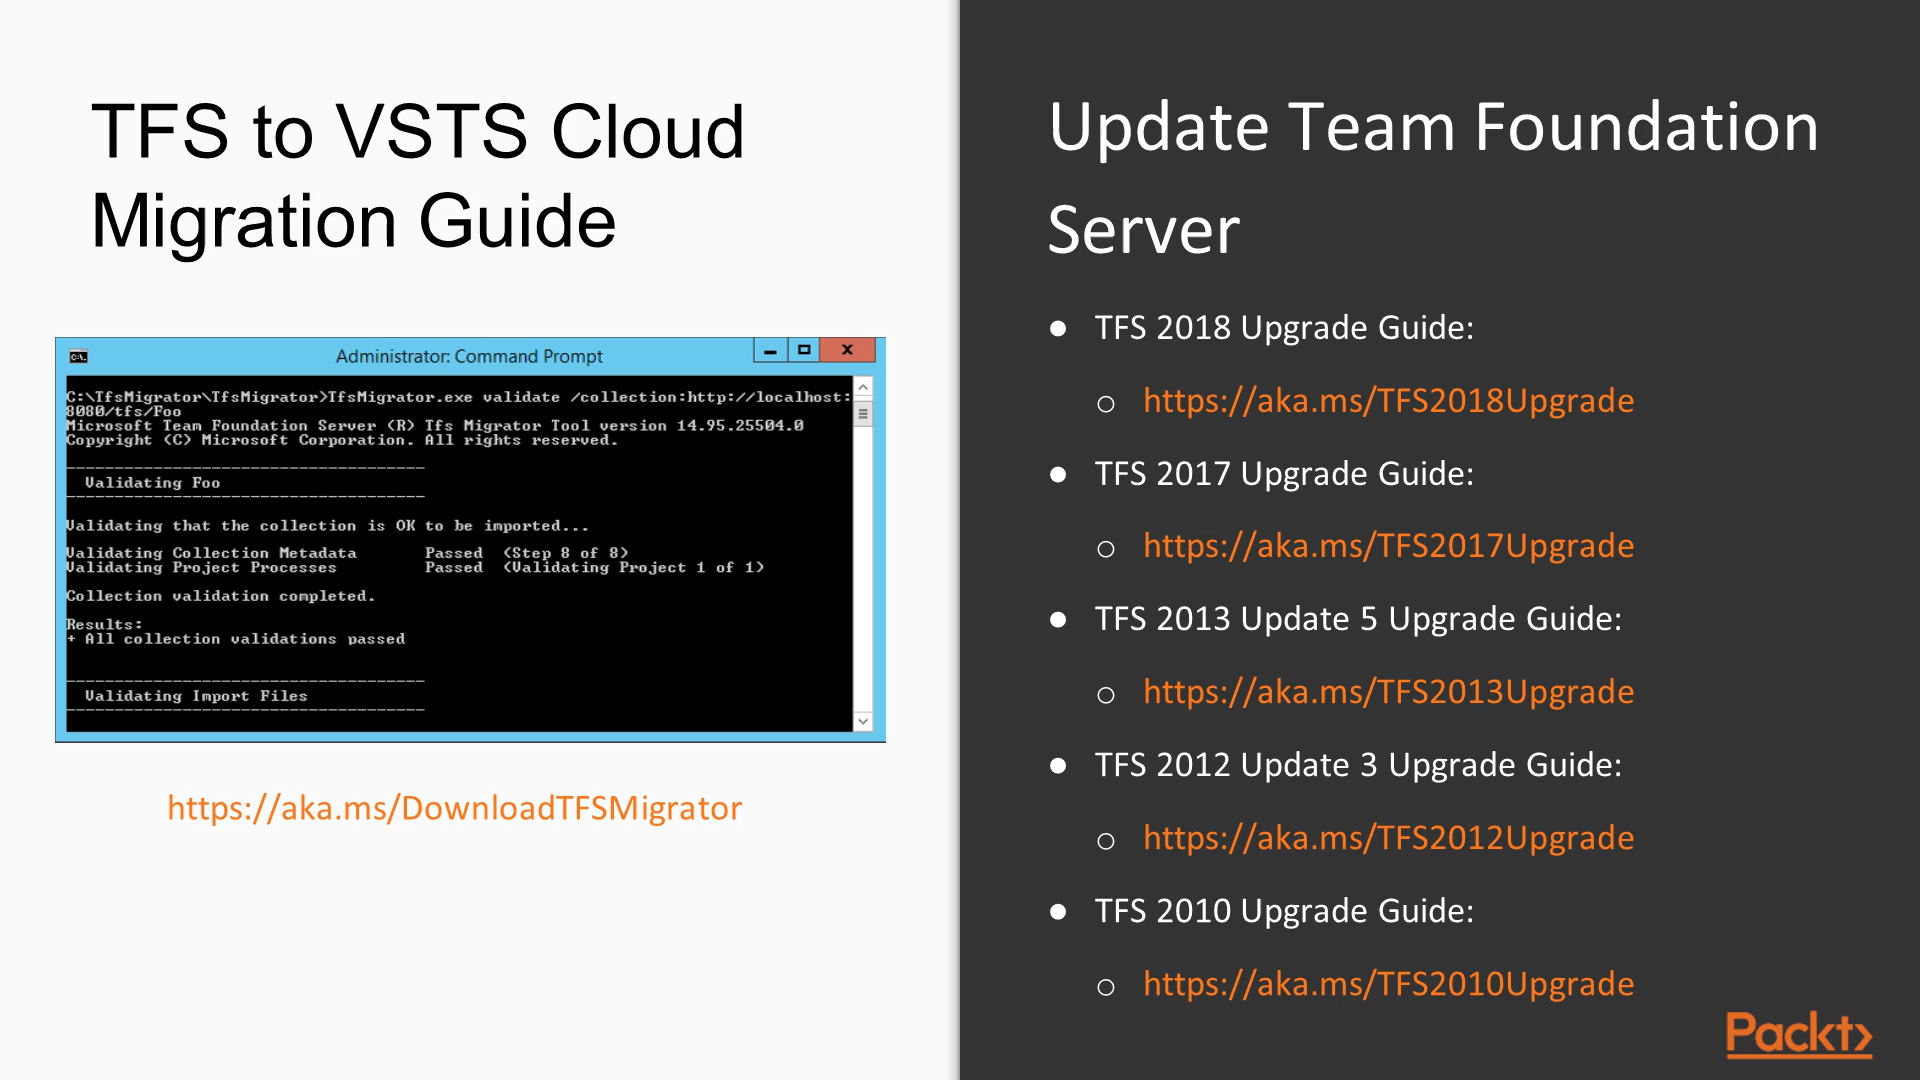 TFS to VSTS Cloud
Migration Guide
Administrator: Command Prompt
C:\TfsMigrator\TfsMigrator>TfsMigrator.exe validate /collection:http://localhost:
8080/tfs/Foo
Microsoft Team Foundation Server (R) Tfs Migrator Tool version 14.95.25504.0
Copyright (C) Microsoft Corporation. All rights reserved.
Validating Foo
Validating that the collection is OK to be imported...
Validating Collection Metadata Passed (Step 8 of 8)
Validating Project Processes Passed (Validating Project 1 of 1)
Collection validation completed.
Results:
+ All collection validations passed
Validating Import Files
https://aka.ms/DownloadTFSMigrator
Update Team Foundation
Server
● TFS 2018 Upgrade Guide:
○ https://aka.ms/TFS2018Upgrade
● TFS 2017 Upgrade Guide:
○ https://aka.ms/TFS2017Upgrade
● TFS 2013 Update 5 Upgrade Guide:
○ https://aka.ms/TFS2013Upgrade
● TFS 2012 Update 3 Upgrade Guide:
○ https://aka.ms/TFS2012Upgrade
● TFS 2010 Upgrade Guide:
○ https://aka.ms/TFS2010Upgrade
Packt>